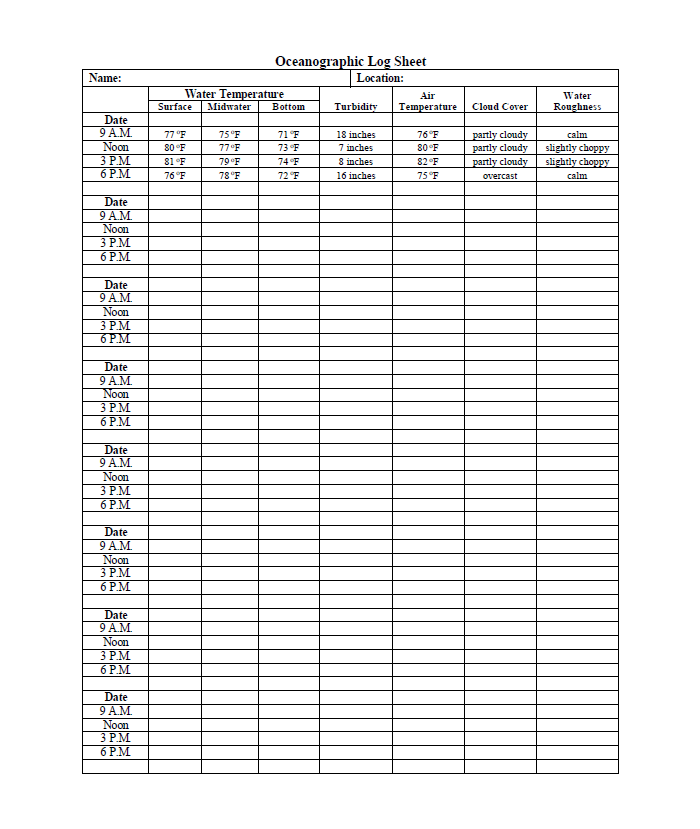 Oceanographic Log Sheet
Name: Location:
Water Temperature
Surface Midwater Bottom Turbidity Air Temperature Cloud Cover Water Roughness
Date
9 A.M. 77 °F 75 °F 71 °F 18 inches 76 °F partly cloudy calm
Noon 80 °F 77 °F 73 °F 7 inches 80 °F partly cloudy slightly choppy
3 P.M. 81 °F 79 °F 74 °F 8 inches 82 °F partly cloudy slightly choppy
6 P.M. 76 °F 78 °F 72 °F 16 inches 75 °F overcast calm
Date
9 A.M.
Noon
3 P.M.
6 P.M.
Date
9 A.M.
Noon
3 P.M.
6 P.M.
Date
9 A.M.
Noon
3 P.M.
6 P.M.
Date
9 A.M.
Noon
3 P.M.
6 P.M.
Date
9 A.M.
Noon
3 P.M.
6 P.M.
Date
9 A.M.
Noon
3 P.M.
6 P.M.
Date
9 A.M.
Noon
3 P.M.
6 P.M.